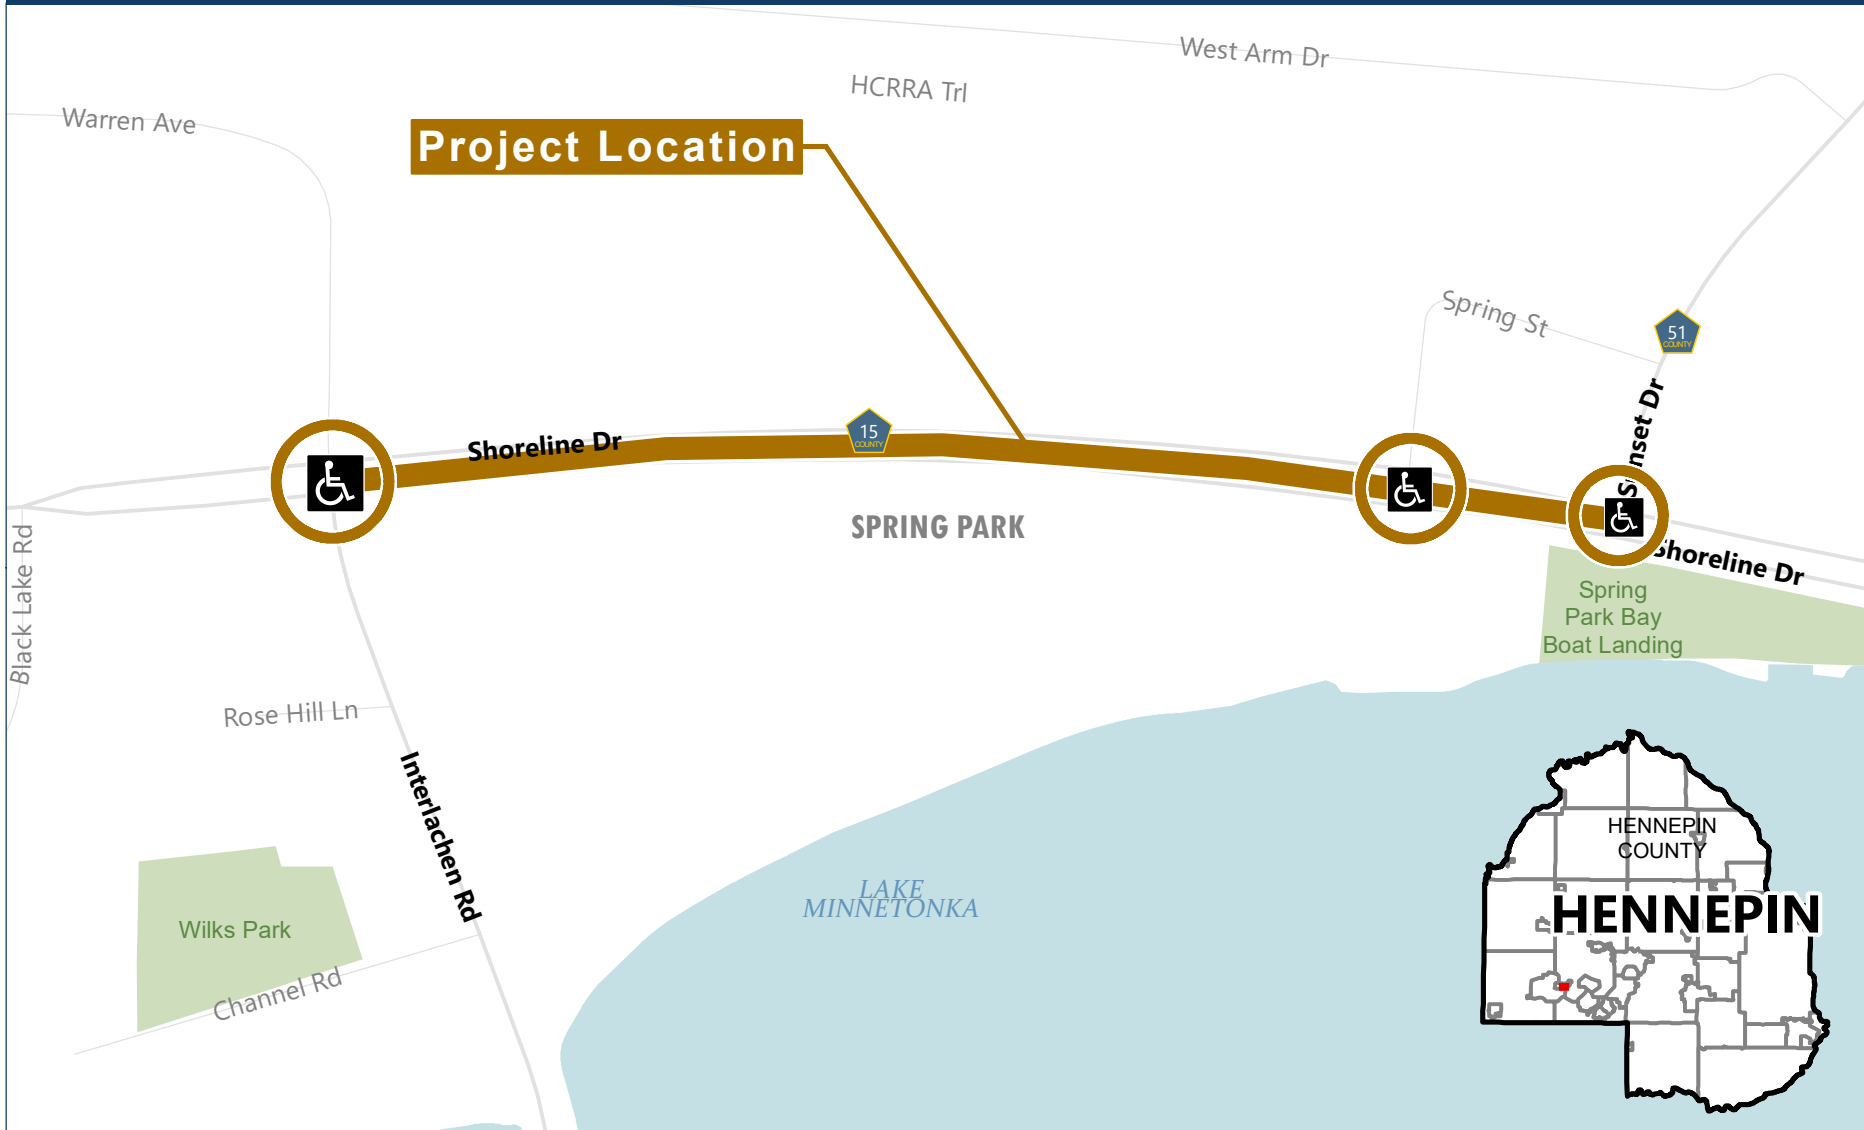 West Arm Dr
HCRRA Trl
Warren Ave
Project Location
Spring St
51
COUNTY
Sunset Dr
15
COUNTY
Shoreline Dr
SPRING PARK
Shoreline Dr
Black Lake Rd
Spring
Park Bay
Boat Landing
Rose Hill Ln
Interlachen Rd
HENNEPIN
COUNTY
LAKE
MINNETONKA
HENNEPIN
Wilks Park
Channel Rd